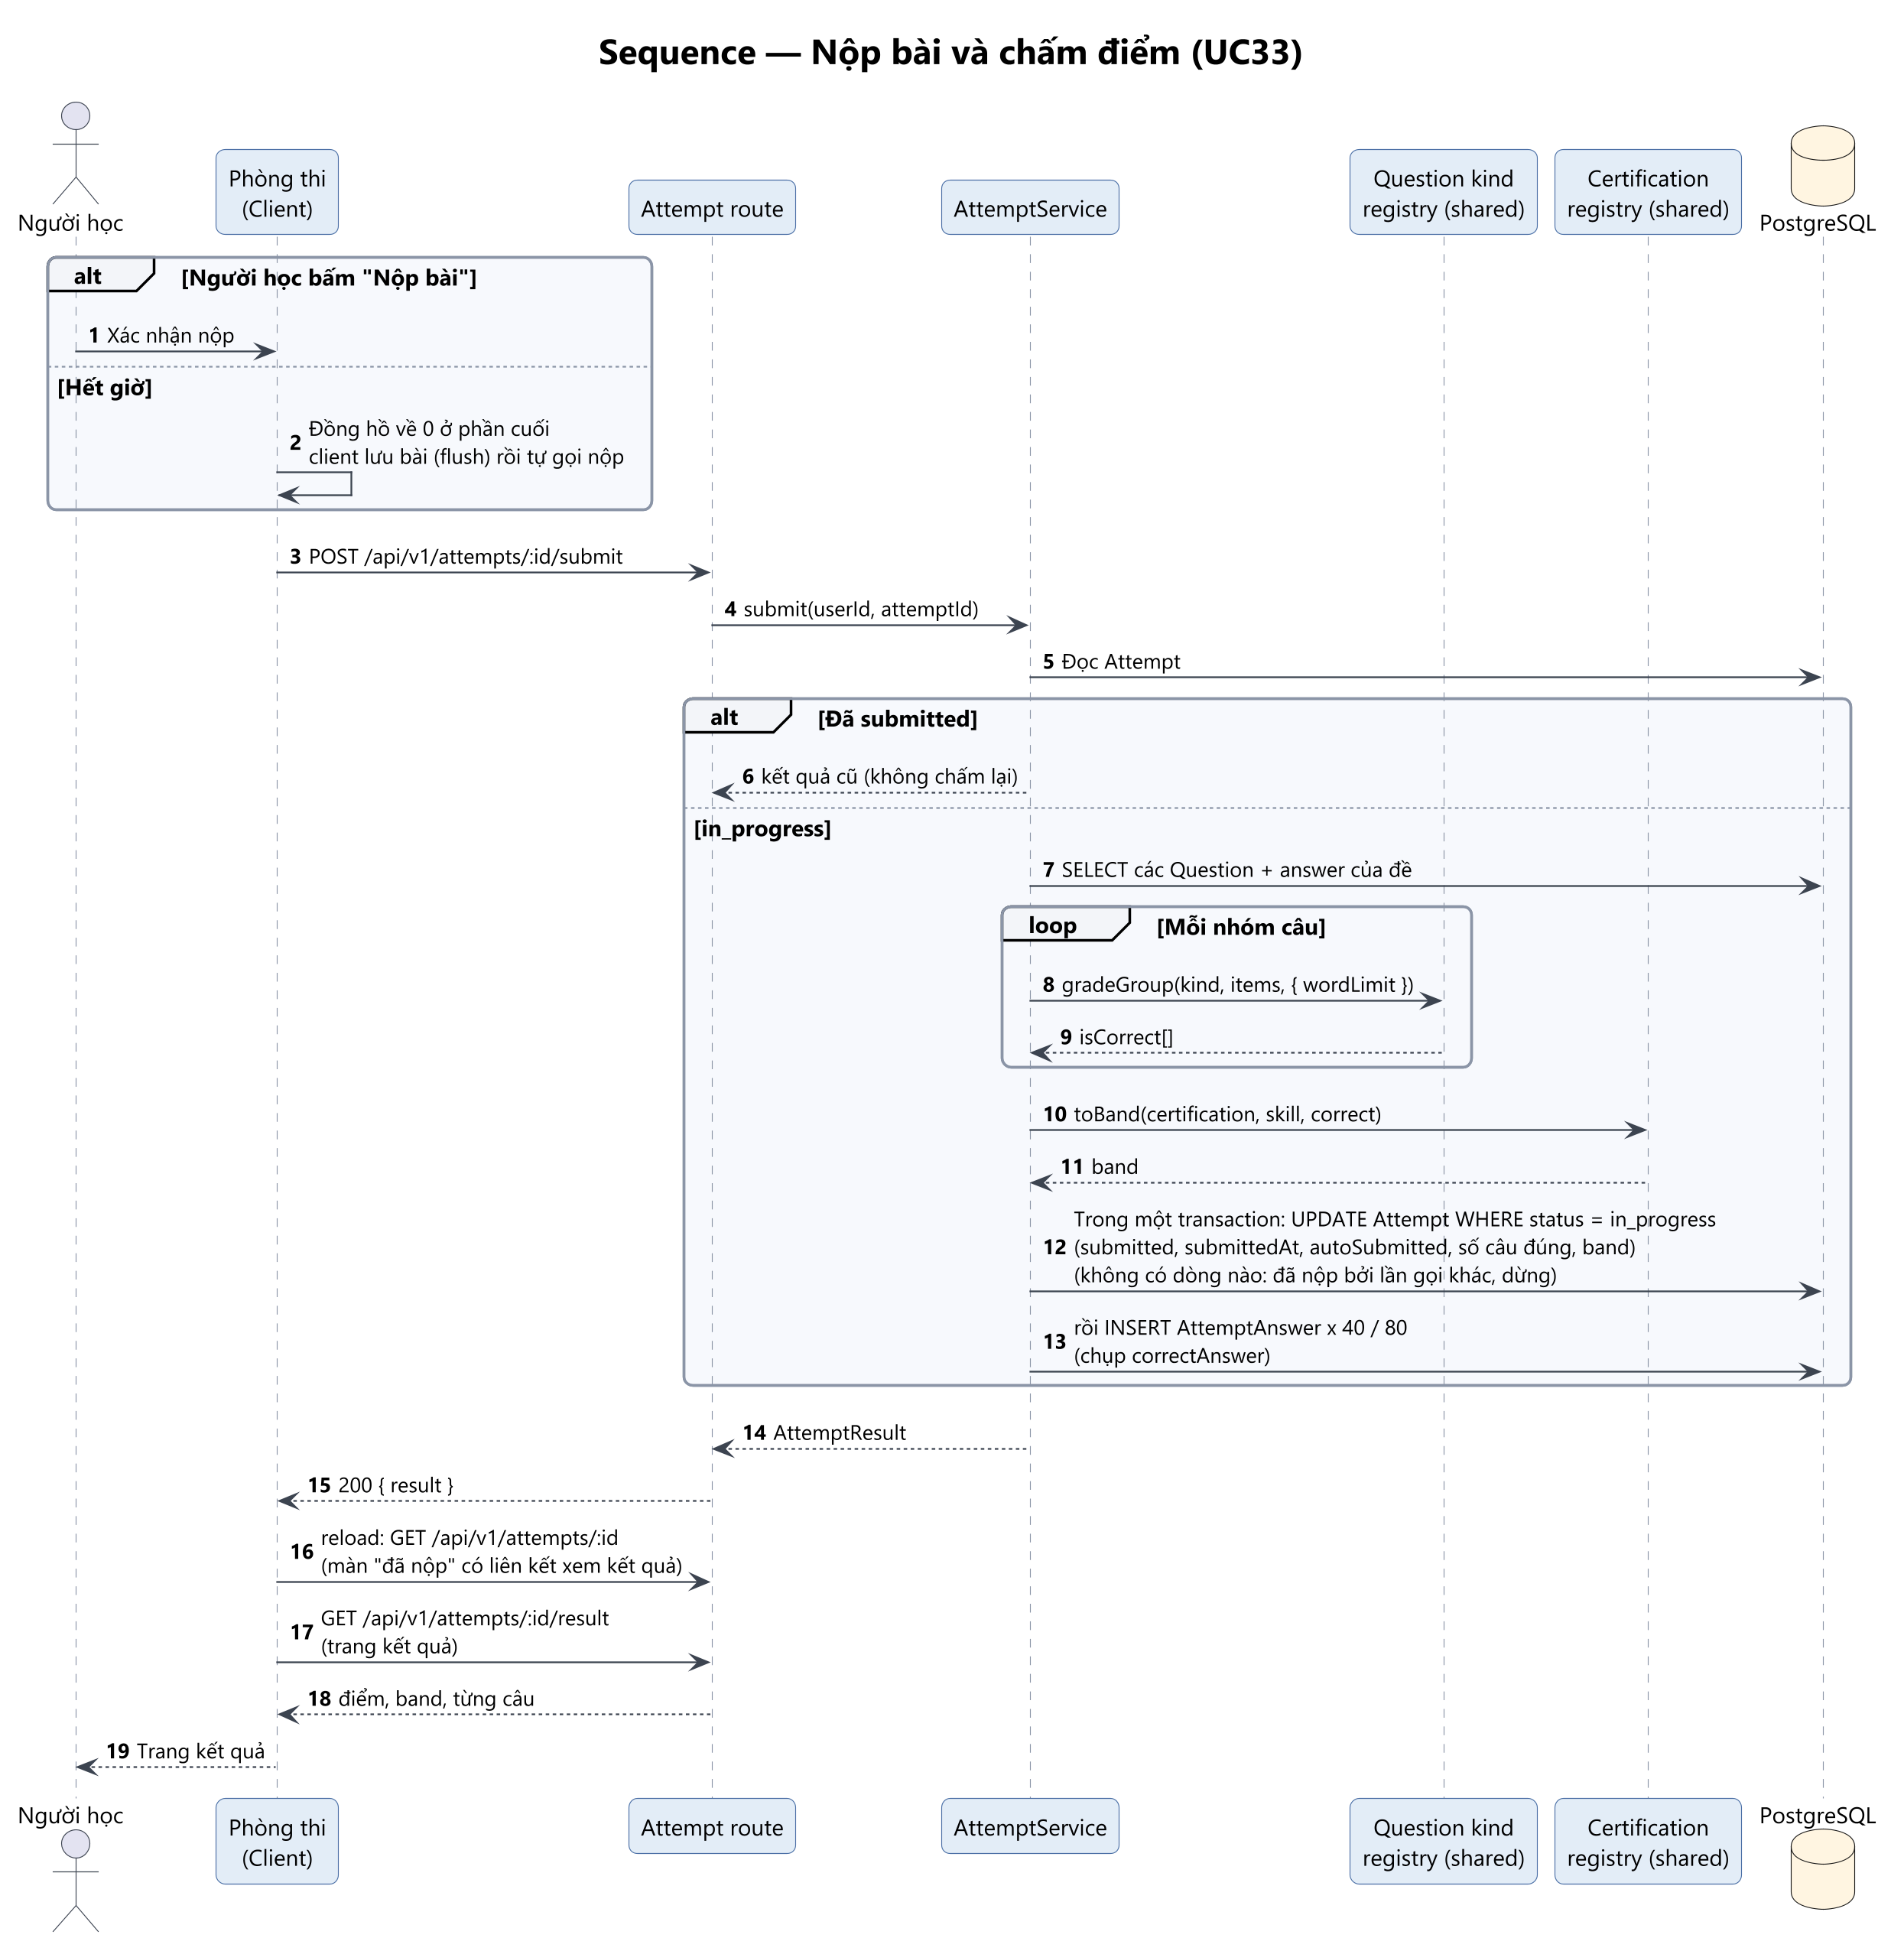 Sequence — Nộp bài và chấm điểm (UC33)
Người học
Phòng thi
(Client)
Attempt route
AttemptService
Question kind
registry (shared)
Certification
registry (shared)
PostgreSQL
alt [Người học bấm "Nộp bài"]
1 Xác nhận nộp
[Hết giờ]
2 Đồng hồ về 0 ở phần cuối
client lưu bài (flush) rồi tự gọi nộp
3 POST /api/v1/attempts/:id/submit
4 submit(userId, attemptId)
5 Đọc Attempt
alt [Đã submitted]
6 kết quả cũ (không chấm lại)
[in_progress]
7 SELECT các Question + answer của đề
loop [Mỗi nhóm câu]
8 gradeGroup(kind, items, { wordLimit })
9 isCorrect[]
10 toBand(certification, skill, correct)
11 band
Trong một transaction: UPDATE Attempt WHERE status = in_progress
12 (submitted, submittedAt, autoSubmitted, số câu đúng, band)
(không có dòng nào: đã nộp bởi lần gọi khác, dừng)
13 rồi INSERT AttemptAnswer x 40 / 80
(chụp correctAnswer)
14 AttemptResult
15 200 { result }
16 reload: GET /api/v1/attempts/:id
(màn "đã nộp" có liên kết xem kết quả)
17 GET /api/v1/attempts/:id/result
(trang kết quả)
18 điểm, band, từng câu
19 Trang kết quả
Người học
Phòng thi
(Client)
Attempt route
AttemptService
Question kind
registry (shared)
Certification
registry (shared)
PostgreSQL